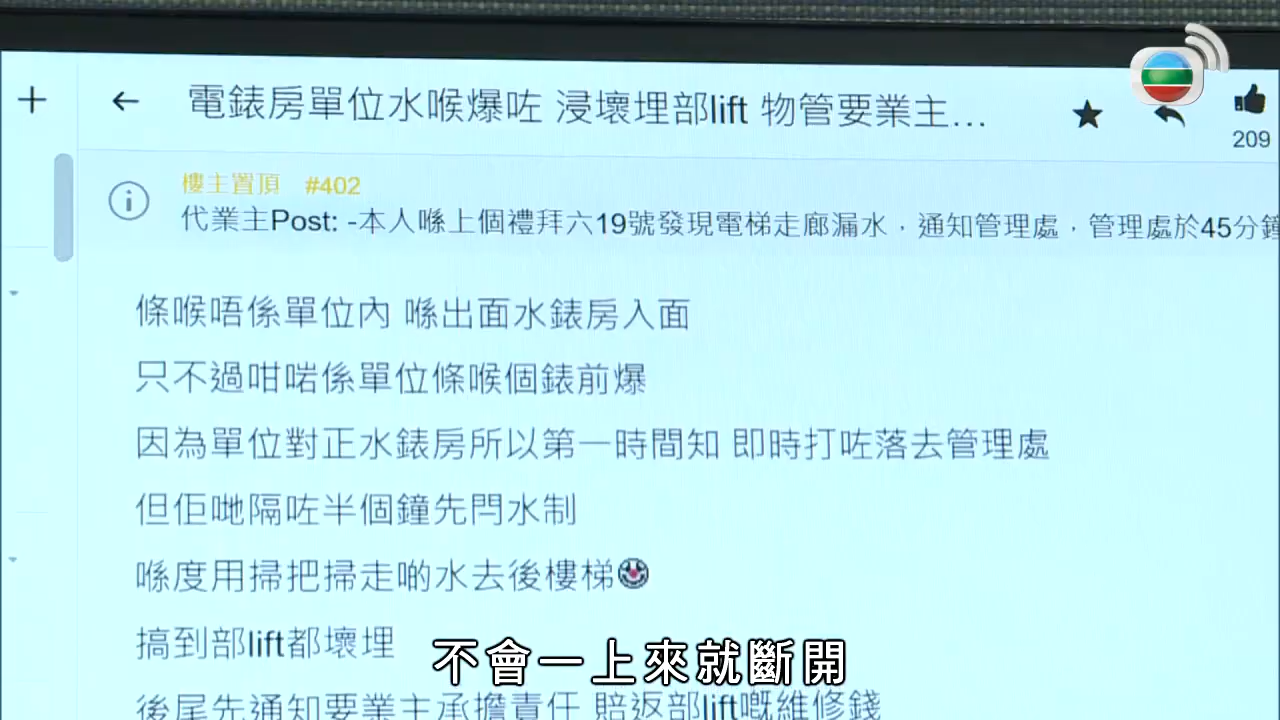 電錶房單位水喉爆咗 浸壞埋部lift 物管要業主...
209
樓主置頂 #402
代業主Post: -本人喺上個禮拜六19號發現電梯走廊漏水，通知管理處，管理處於45分鐘
條喉唔係單位內 喺出面水錶房入面
只不過咁啱係單位條喉個錶前爆
因為單位對正水錶房所以第一時間知 即時打咗落去管理處
但佢哋隔咗半個鐘先閂水制
喺度用掃把掃走啲水去後樓梯🤡
搞到部lift都壞埋
後尾先通知要業主承擔責任 賠返部lift嘅維修錢
不會一上來就斷開